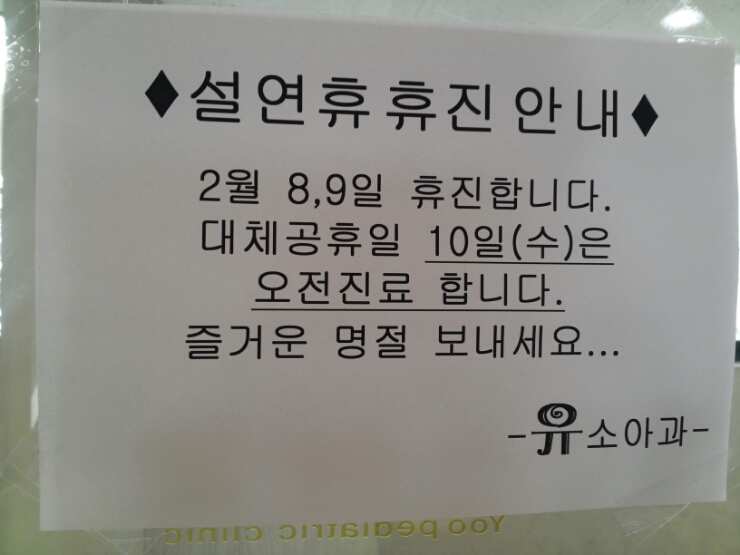 ♦설연휴 휴진 안내♦
2월 8,9일 휴진합니다.
대체공휴일 10일(수)은
오전진료 합니다.
즐거운 명절 보내세요...
-유소아과-
Yoo pediatric clinic